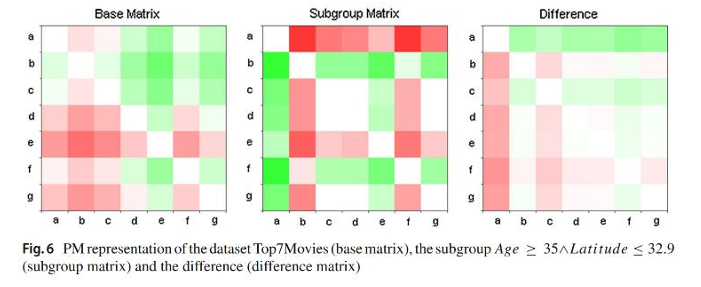 Base Matrix
Subgroup Matrix
Difference
a
b
c
d
e
f
g
a b c d e f g
a
b
c
d
e
f
g
a b c d e f g
a
b
c
d
e
f
g
a b c d e f g
Fig. 6 PM representation of the dataset Top7Movies (base matrix), the subgroup Age ≥ 35∧Latitude ≤ 32.9
(subgroup matrix) and the difference (difference matrix)